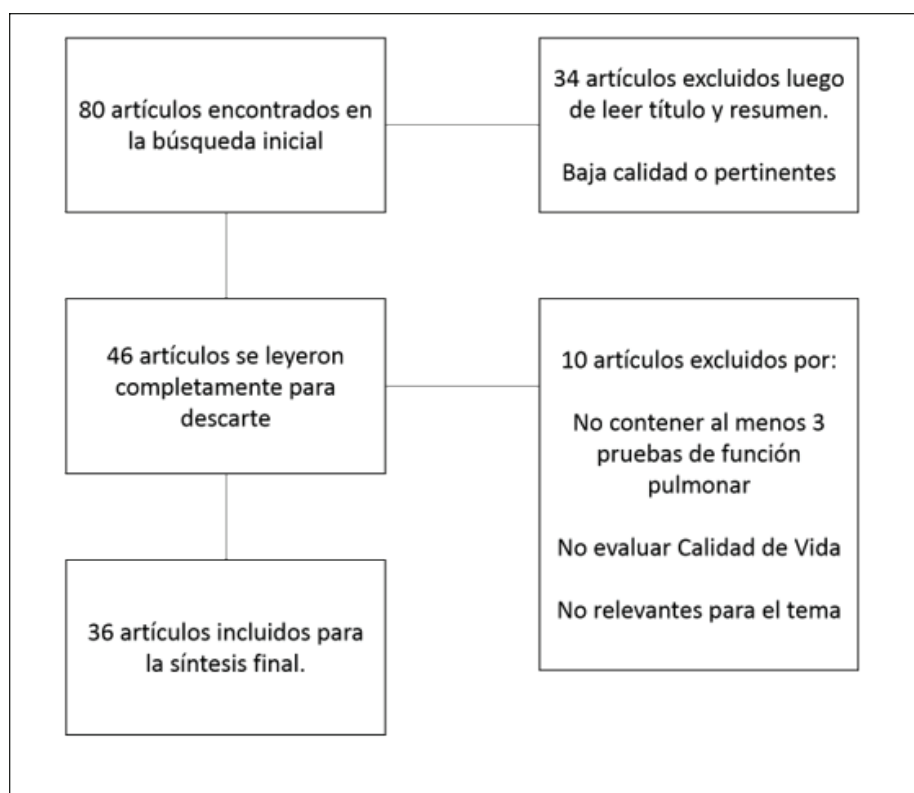 80 artículos encontrados en
la búsqueda inicial
34 artículos excluidos luego
de leer título y resumen.
Baja calidad o pertinentes
46 artículos se leyeron
completamente para
descarte
10 artículos excluidos por:
No contener al menos 3
pruebas de función
pulmonar
No evaluar Calidad de Vida
No relevantes para el tema
36 artículos incluidos para
la síntesis final.